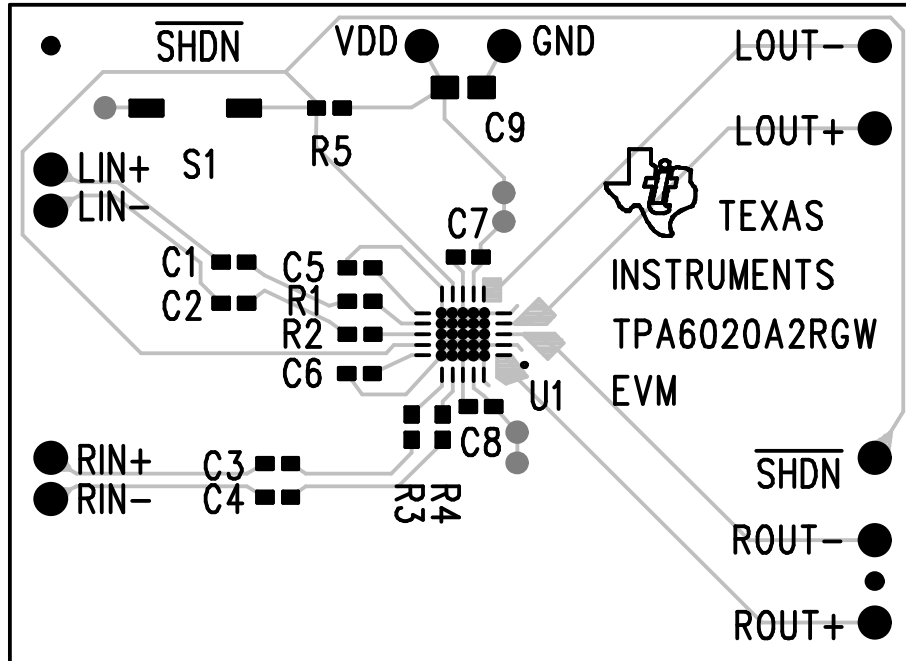 SHDN
VDD
GND
LOUT-
C9
LOUT+
S1
R5
LIN+
LIN-
C7
TEXAS
C1
C5
INSTRUMENTS
C2
R1
R2
TPA6020A2RGW
C6
U1
EVM
C8
RIN+
C3
SHDN
RIN-
C4
R3
R4
ROUT-
ROUT+